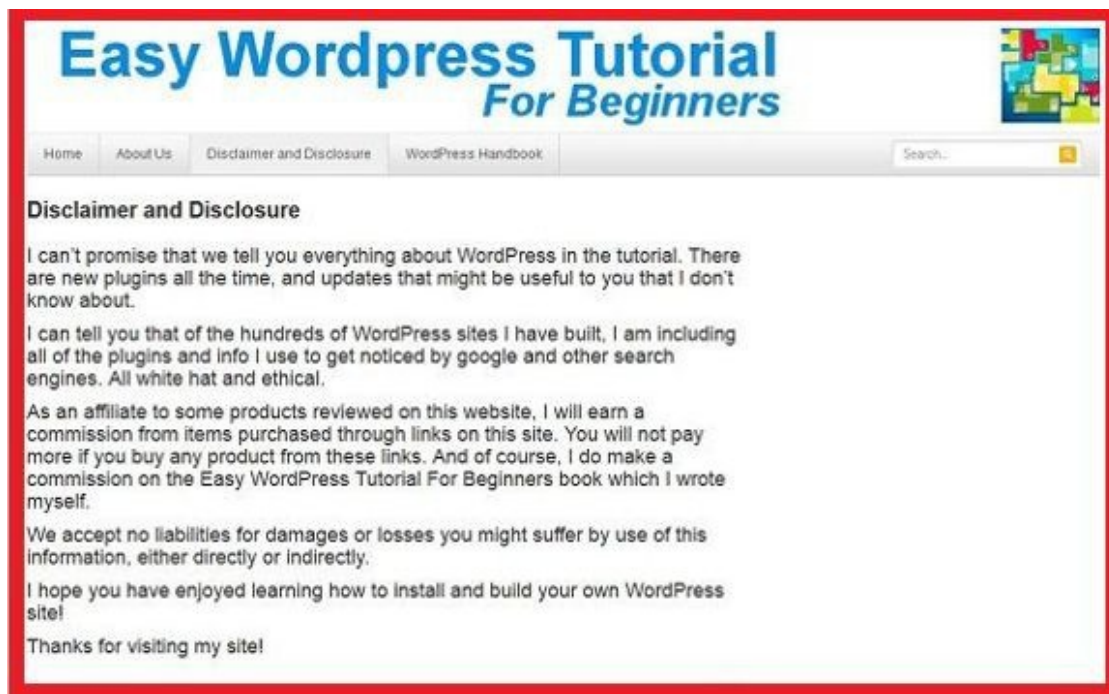 Easy Wordpress Tutorial
For Beginners
Home About Us Disclaimer and Disclosure WordPress Handbook Search..
Disclaimer and Disclosure
I can't promise that we tell you everything about WordPress in the tutorial. There
are new plugins all the time, and updates that might be useful to you that I don't
know about.
I can tell you that of the hundreds of WordPress sites I have built, I am including
all of the plugins and info I use to get noticed by google and other search
engines. All white hat and ethical.
As an affiliate to some products reviewed on this website, I will earn a
commission from items purchased through links on this site. You will not pay
more if you buy any product from these links. And of course, I do make a
commission on the Easy WordPress Tutorial For Beginners book which I wrote
myself.
We accept no liabilities for damages or losses you might suffer by use of this
information, either directly or indirectly.
I hope you have enjoyed learning how to install and build your own WordPress
site!
Thanks for visiting my site!